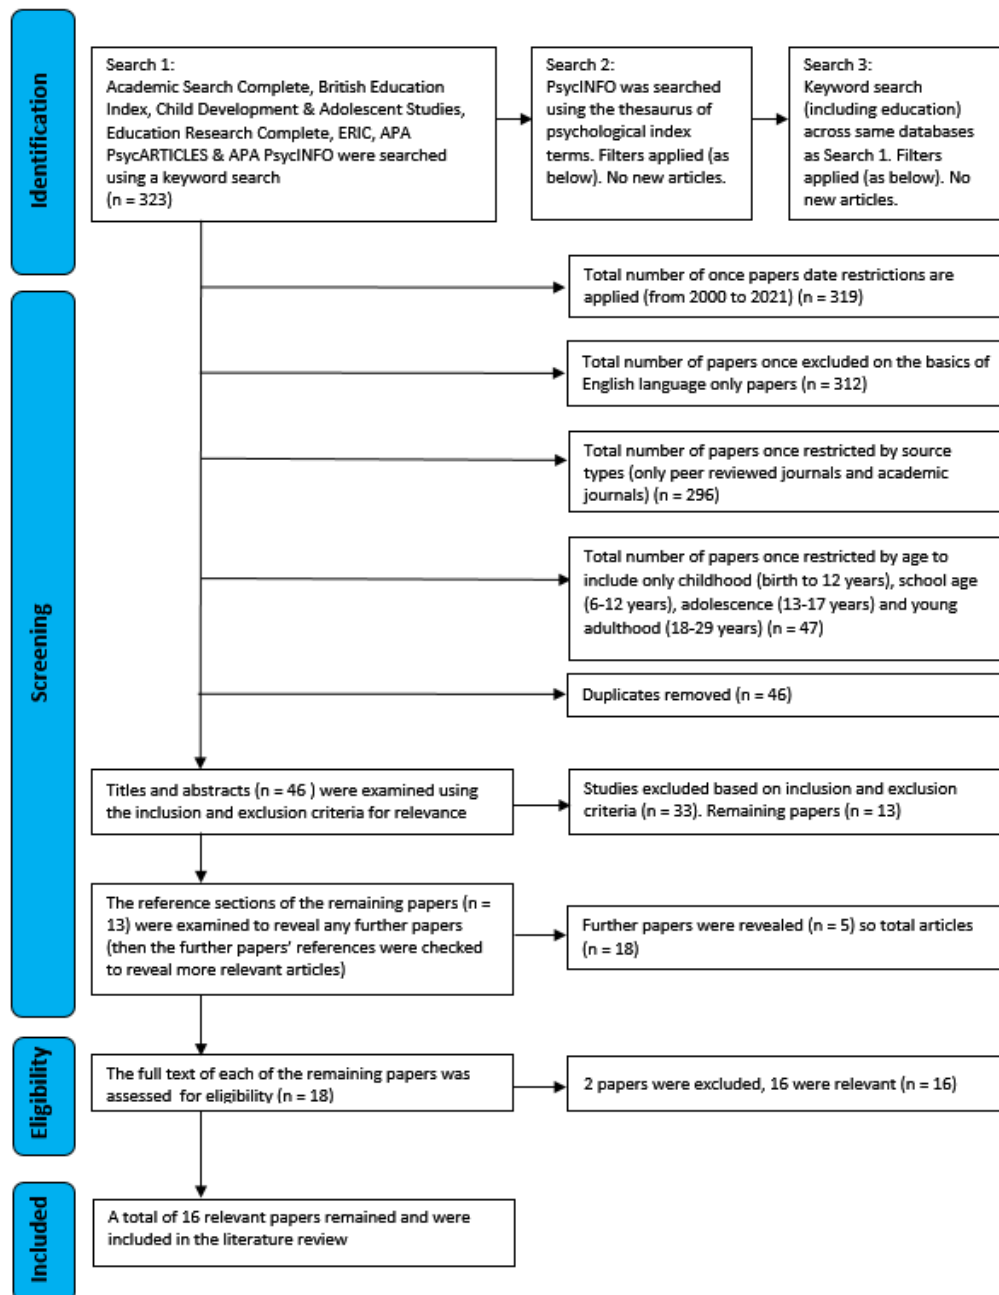 Identification
Search 1:
Academic Search Complete, British Education
Index, Child Development & Adolescent Studies,
Education Research Complete, ERIC, APA
PsycARTICLES & APA PsycINFO were searched
using a keyword search
(n = 323)
Search 2:
PsycINFO was searched
using the thesaurus of
psychological index
terms. Filters applied (as
below). No new articles.
Search 3:
Keyword search
(including education)
across same databases
as Search 1. Filters
applied (as below). No
new articles.
Screening
Total number of once papers date restrictions are
applied (from 2000 to 2021) (n = 319)
Total number of papers once excluded on the basics of
English language only papers (n = 312)
Total number of papers once restricted by source
types (only peer reviewed journals and academic
journals) (n = 296)
Total number of papers once restricted by age to
include only childhood (birth to 12 years), school age
(6-12 years), adolescence (13-17 years) and young
adulthood (18-29 years) (n = 47)
Duplicates removed (n = 46)
Titles and abstracts (n = 46 ) were examined using
the inclusion and exclusion criteria for relevance
Studies excluded based on inclusion and exclusion
criteria (n = 33). Remaining papers (n = 13)
The reference sections of the remaining papers (n =
13) were examined to reveal any further papers
(then the further papers' references were checked
to reveal more relevant articles)
Further papers were revealed (n = 5) so total articles
(n = 18)
Eligibility
The full text of each of the remaining papers was
assessed for eligibility (n = 18)
2 papers were excluded, 16 were relevant (n = 16)
Included
A total of 16 relevant papers remained and were
included in the literature review